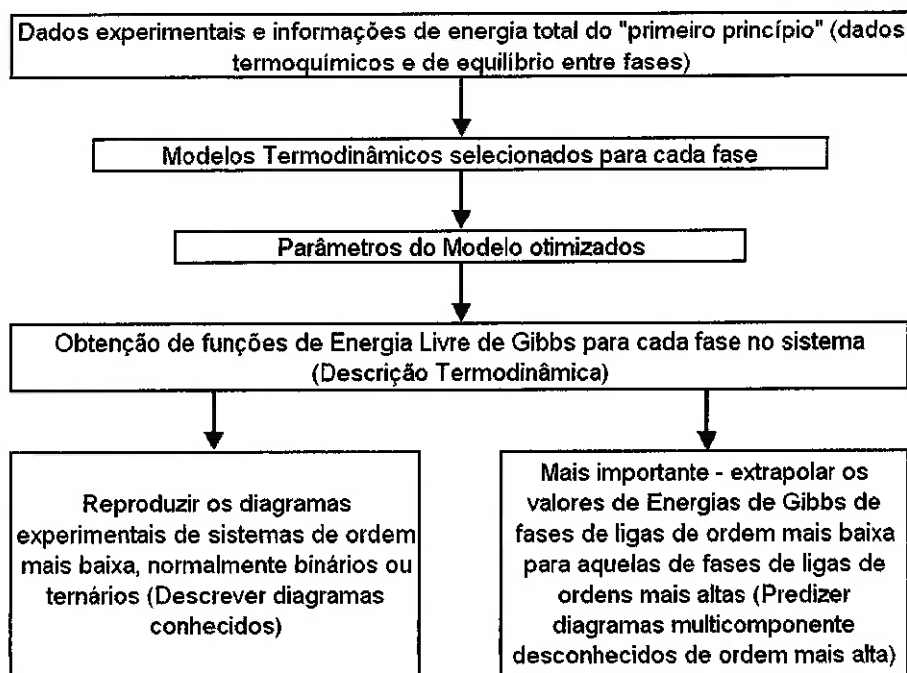 Dados experimentais e informações de energia total do "primeiro princípio" (dados
termoquímicos e de equilíbrio entre fases)
Modelos Termodinâmicos selecionados para cada fase
Parâmetros do Modelo otimizados
Obtenção de funções de Energia Livre de Gibbs para cada fase no sistema
(Descrição Termodinâmica)
Reproduzir os diagramas
experimentais de sistemas de ordem
mais baixa, normalmente binários ou
ternários (Descrever diagramas
conhecidos)
Mais importante - extrapolar os
valores de Energias de Gibbs de
fases de ligas de ordem mais baixa
para aquelas de fases de ligas de
ordens mais altas (Predizer
diagramas multicomponente
desconhecidos de ordem mais alta)